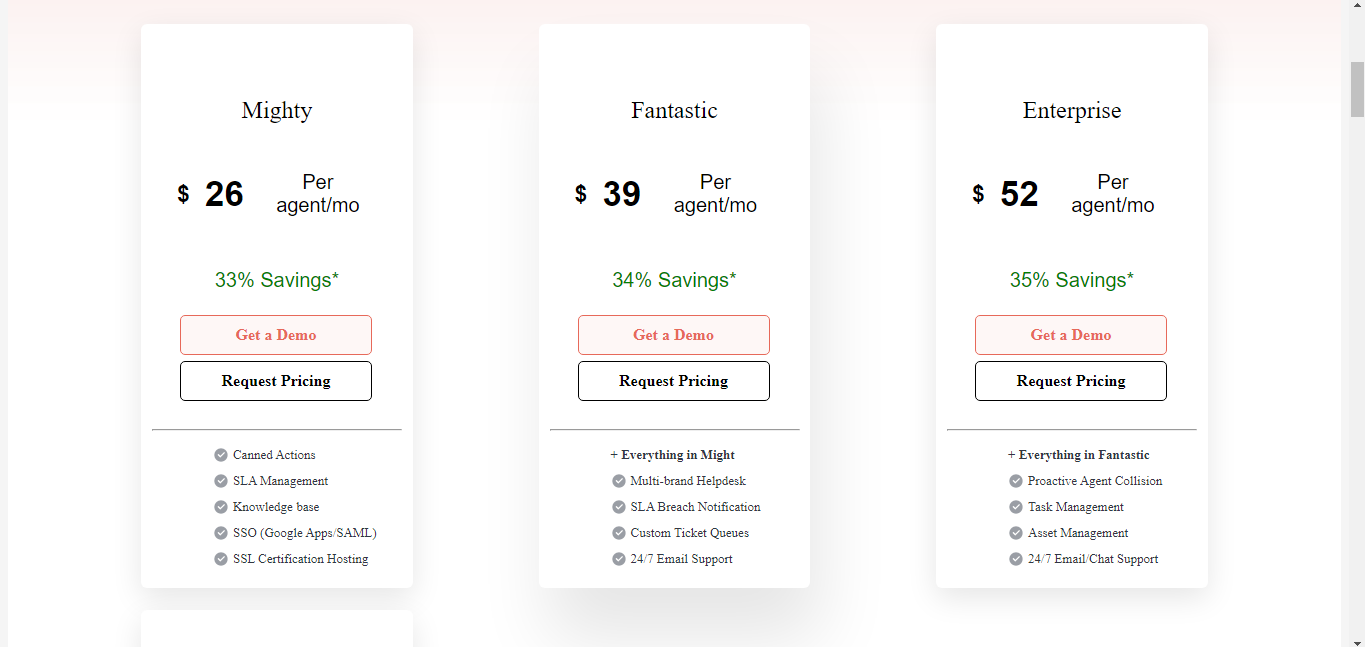 Mighty
$ 26 Per
agent/mo
33% Savings*
Get a Demo
Request Pricing
Canned Actions
SLA Management
Knowledge base
SSO (Google Apps/SAML)
SSL Certification Hosting
Fantastic
$ 39 Per
agent/mo
34% Savings*
Get a Demo
Request Pricing
+ Everything in Might
Multi-brand Helpdesk
SLA Breach Notification
Custom Ticket Queues
24/7 Email Support
Enterprise
$ 52 Per
agent/mo
35% Savings*
Get a Demo
Request Pricing
+ Everything in Fantastic
Proactive Agent Collision
Task Management
Asset Management
24/7 Email/Chat Support